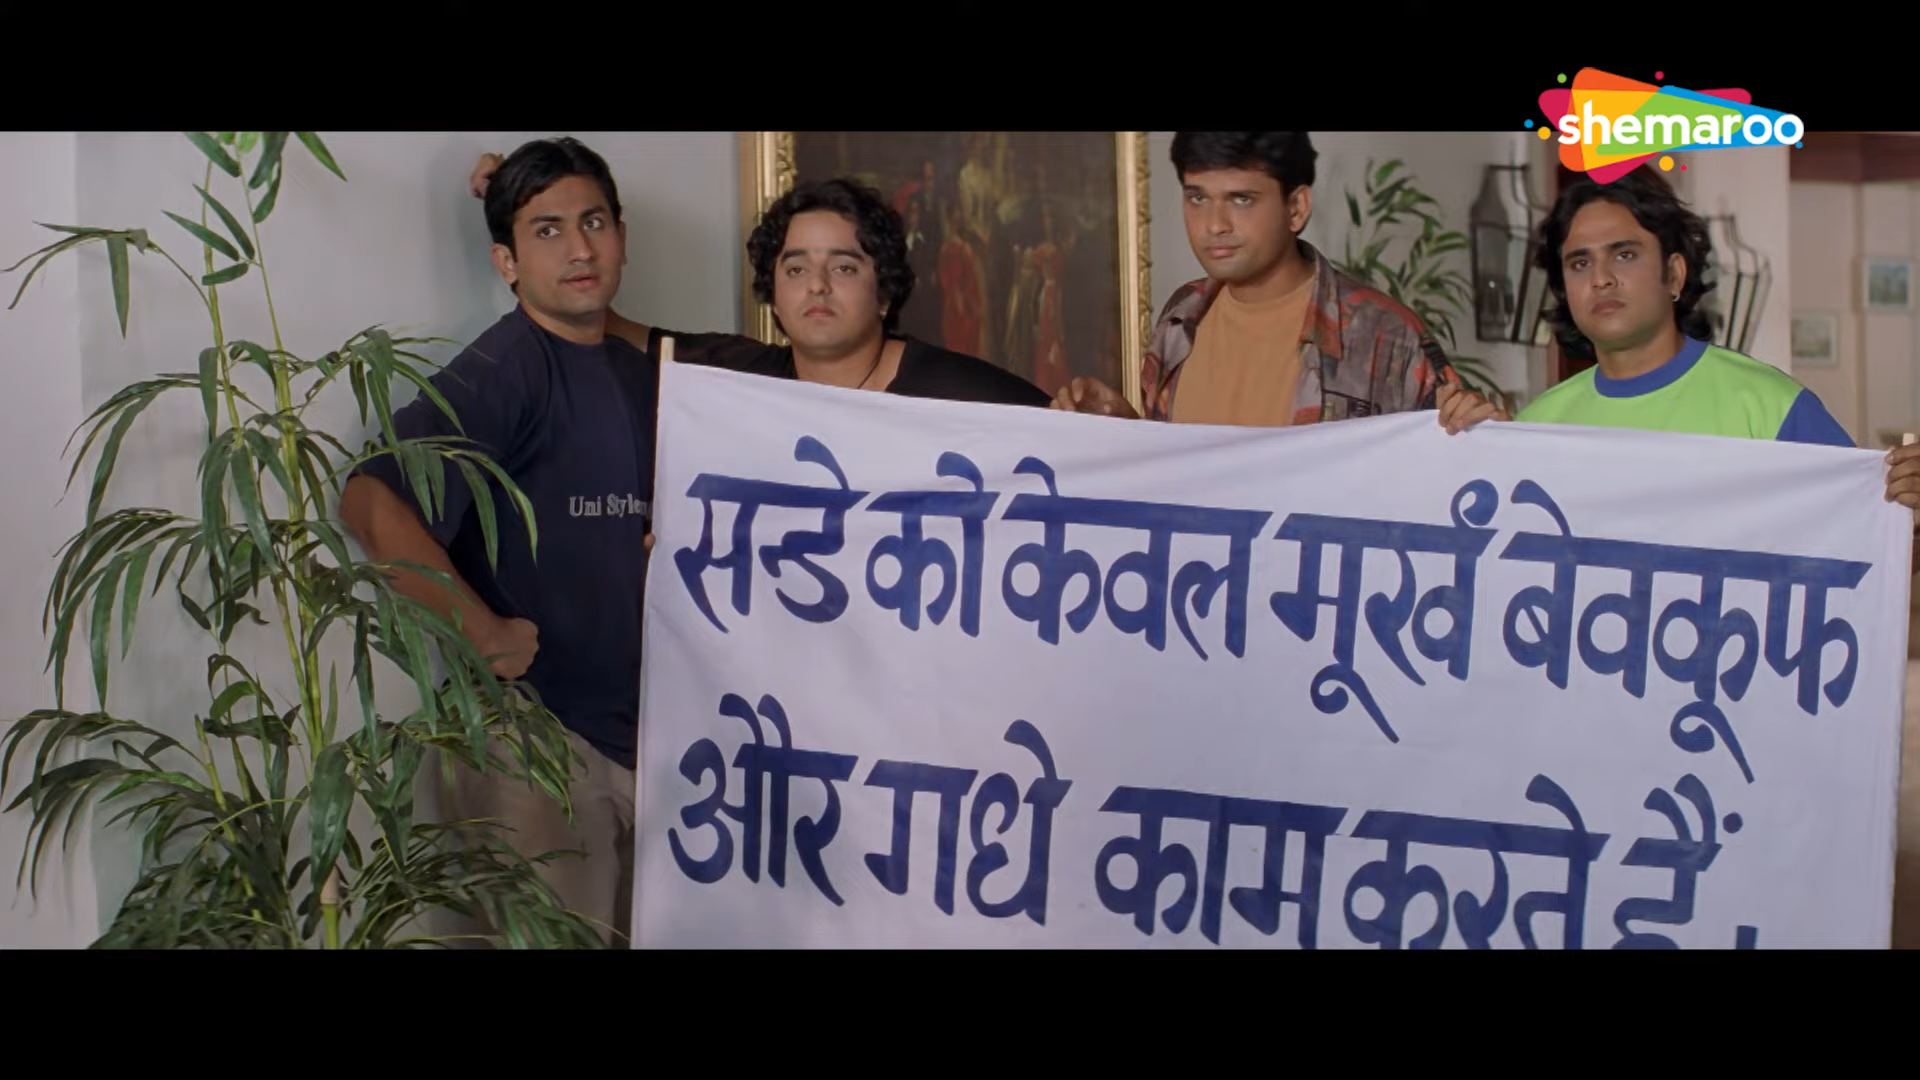 shemaroo
Uni Style
सन्डे को केवल मूर्ख बेवकूफ
और गधे काम करते हैं.